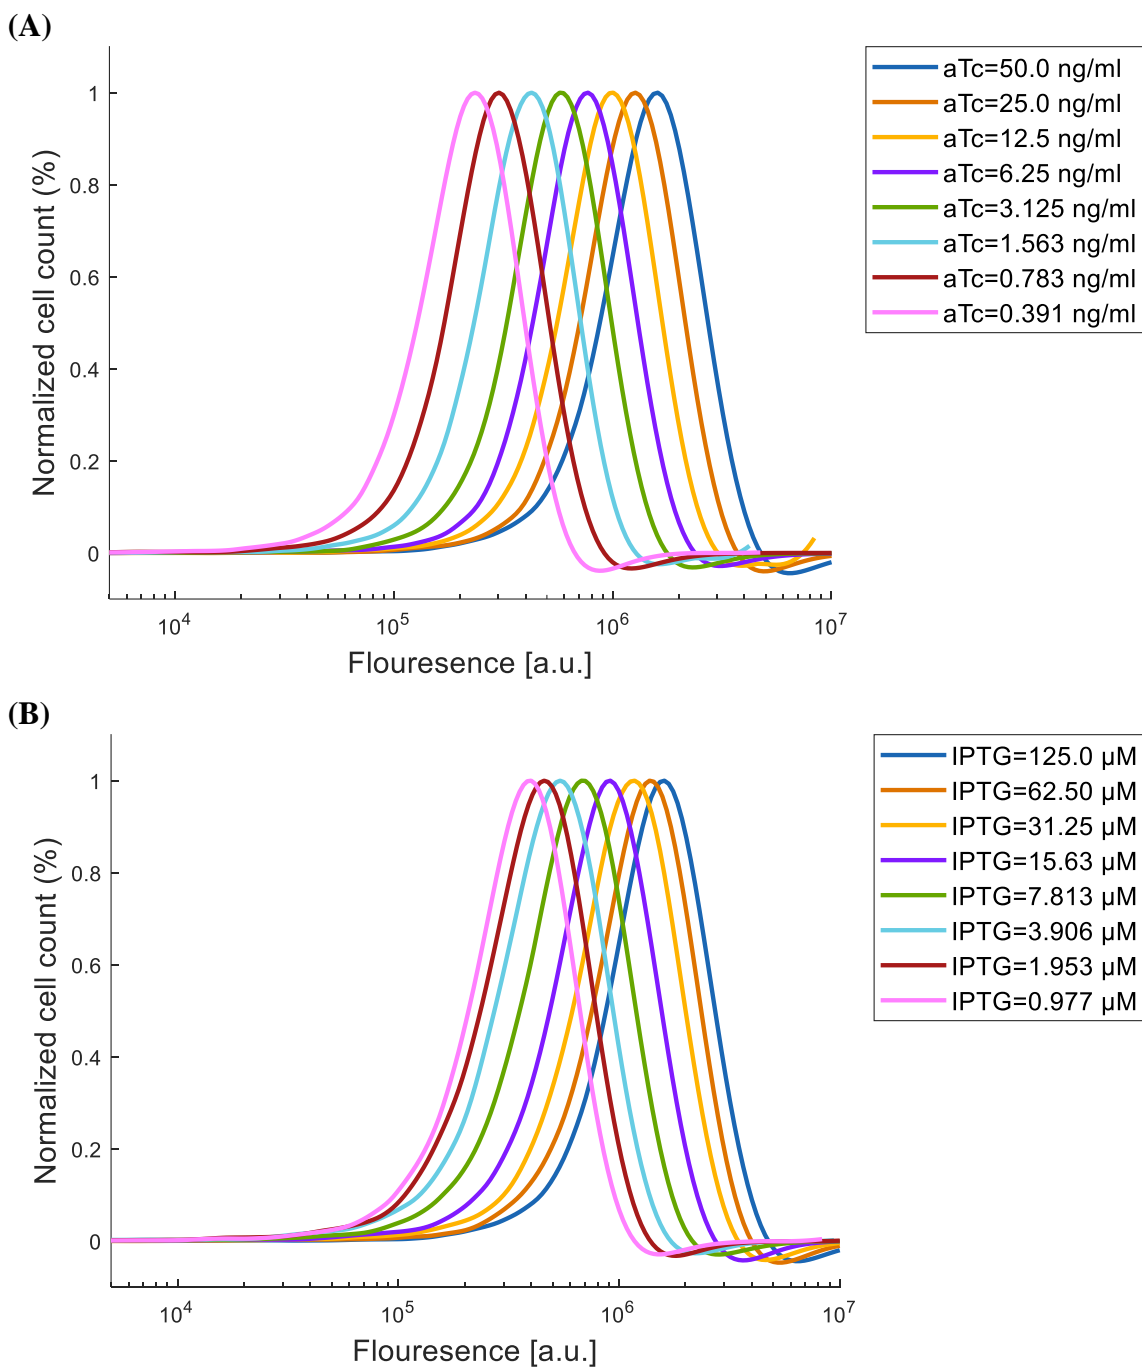 (A)
1
0.8
0.6
0.4
0.2
0
Normalized cell count (%)
10^4
10^5
10^6
10^7
Flouresence [a.u.]
aTc=50.0 ng/ml
aTc=25.0 ng/ml
aTc=12.5 ng/ml
aTc=6.25 ng/ml
aTc=3.125 ng/ml
aTc=1.563 ng/ml
aTc=0.783 ng/ml
aTc=0.391 ng/ml
(B)
1
0.8
0.6
0.4
0.2
0
Normalized cell count (%)
10^4
10^5
10^6
10^7
Flouresence [a.u.]
IPTG=125.0 µM
IPTG=62.50 µM
IPTG=31.25 µM
IPTG=15.63 µM
IPTG=7.813 µM
IPTG=3.906 µM
IPTG=1.953 µM
IPTG=0.977 µM